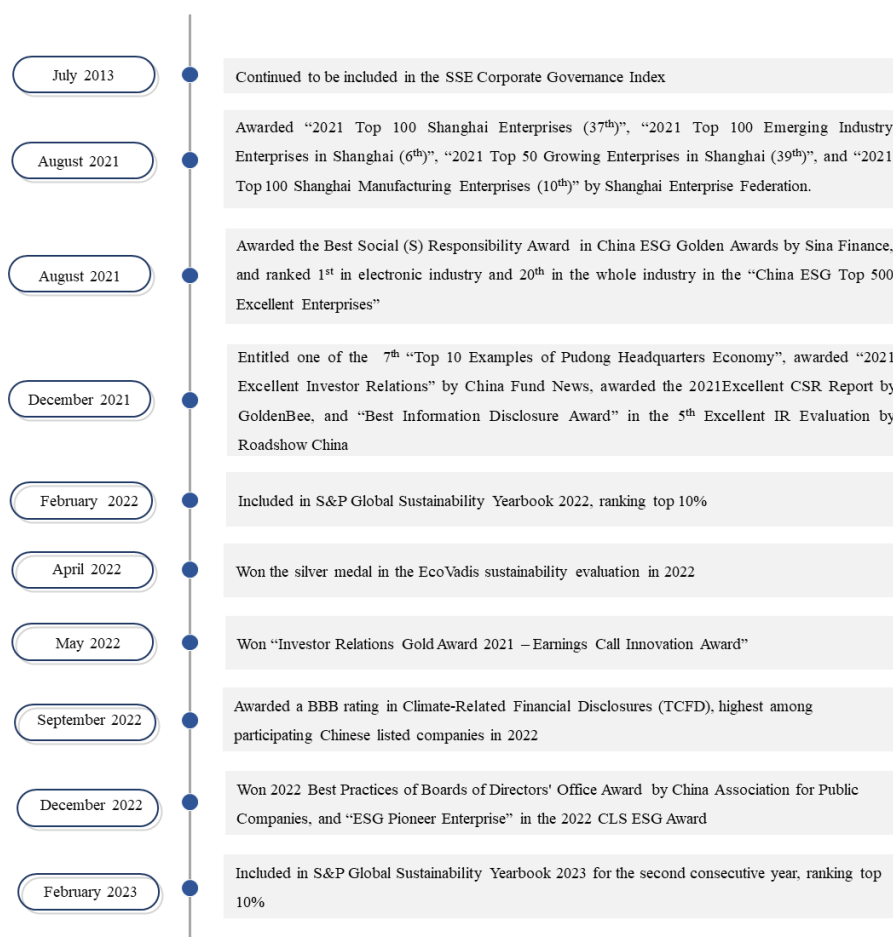 July 2013
Continued to be included in the SSE Corporate Governance Index
August 2021
Awarded “2021 Top 100 Shanghai Enterprises (37th)”, “2021 Top 100 Emerging Industry
Enterprises in Shanghai (6th)”, “2021 Top 50 Growing Enterprises in Shanghai (39th)”, and “2021
Top 100 Shanghai Manufacturing Enterprises (10th)” by Shanghai Enterprise Federation.
August 2021
Awarded the Best Social (S) Responsibility Award in China ESG Golden Awards by Sina Finance,
and ranked 1st in electronic industry and 20th in the whole industry in the “China ESG Top 500
Excellent Enterprises”
December 2021
Entitled one of the 7th “Top 10 Examples of Pudong Headquarters Economy”, awarded “2021
Excellent Investor Relations” by China Fund News, awarded the 2021Excellent CSR Report by
GoldenBee, and “Best Information Disclosure Award” in the 5th Excellent IR Evaluation by
Roadshow China
February 2022
Included in S&P Global Sustainability Yearbook 2022, ranking top 10%
April 2022
Won the silver medal in the EcoVadis sustainability evaluation in 2022
May 2022
Won “Investor Relations Gold Award 2021 – Earnings Call Innovation Award”
September 2022
Awarded a BBB rating in Climate-Related Financial Disclosures (TCFD), highest among
participating Chinese listed companies in 2022
December 2022
Won 2022 Best Practices of Boards of Directors' Office Award by China Association for Public
Companies, and “ESG Pioneer Enterprise” in the 2022 CLS ESG Award
February 2023
Included in S&P Global Sustainability Yearbook 2023 for the second consecutive year, ranking top
10%